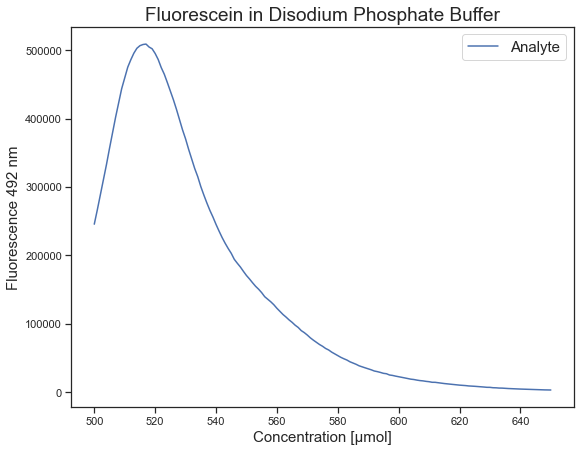 Fluorescein in Disodium Phosphate Buffer
Analyte
Fluorescence 492 nm
500000
400000
300000
200000
100000
0
500 520 540 560 580 600 620 640
Concentration [µmol]